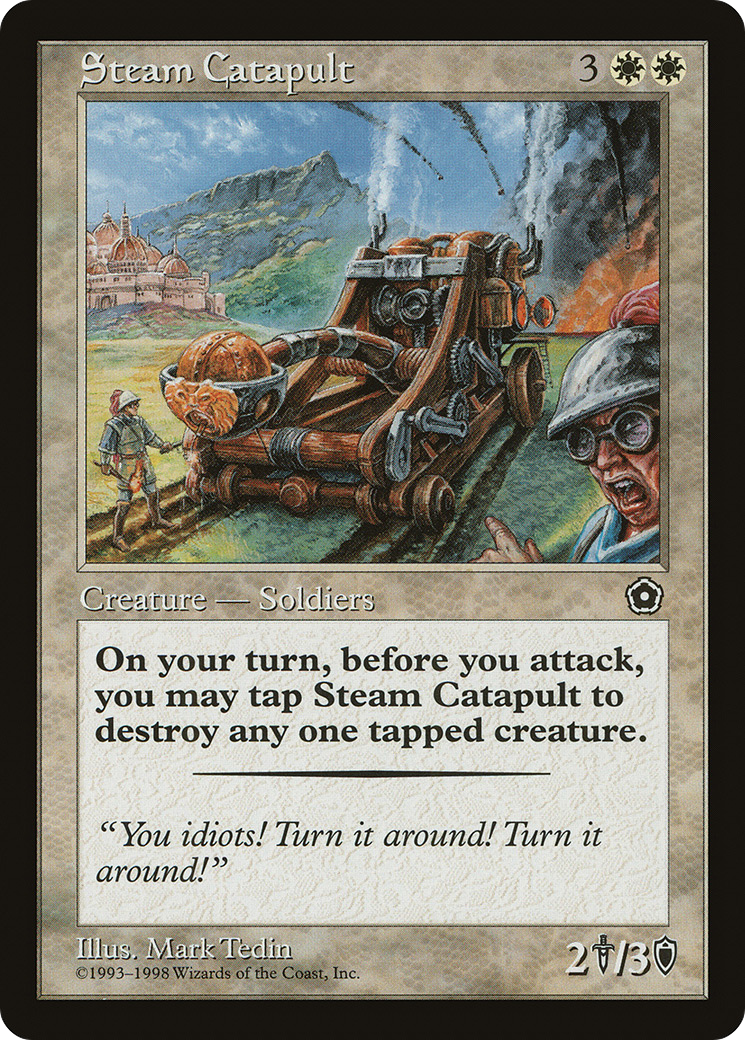 Steam Catapult 3
Creature — Soldiers
On your turn, before you attack,
you may tap Steam Catapult to
destroy any one tapped creature.
“You idiots! Turn it around! Turn it
around!”
Illus. Mark Tedin
©1993–1998 Wizards of the Coast, Inc.
2/3